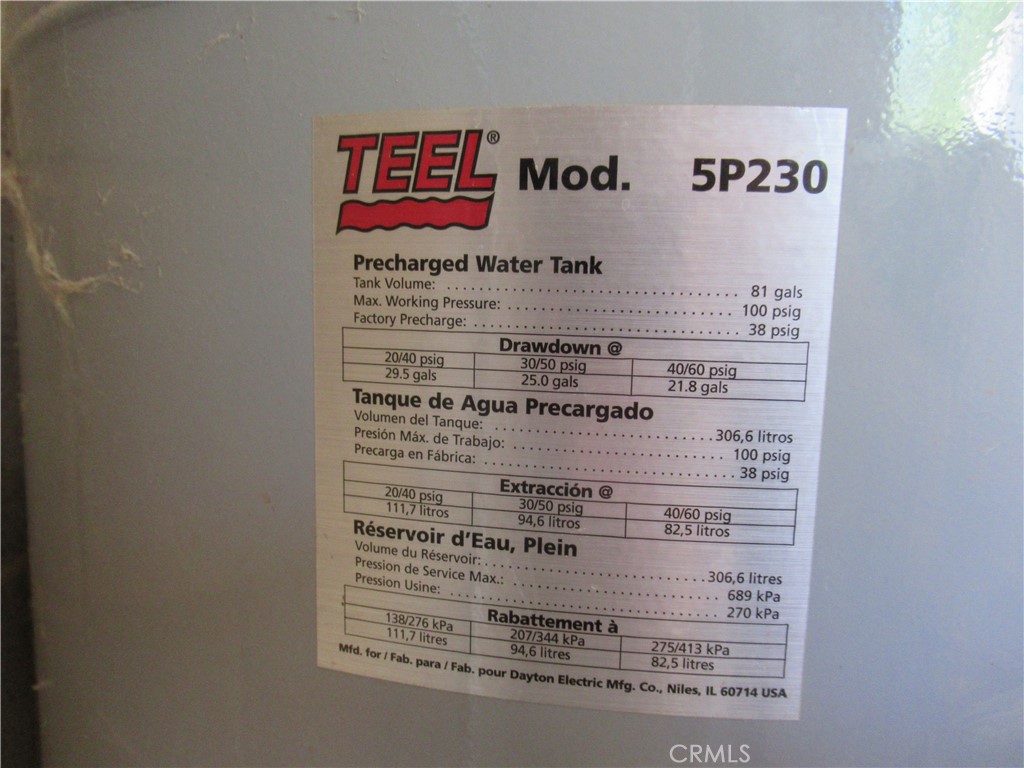 TEEL® Mod. 5P230
Precharged Water Tank
Tank Volume: . . . . . . . . . . . . . . . . . . . . . . . . . . . . . . . . . . . 81 gals
Max. Working Pressure: . . . . . . . . . . . . . . . . . . . . . . . . . . . 100 psig
Factory Precharge: . . . . . . . . . . . . . . . . . . . . . . . . . . . . . . . . 38 psig
Drawdown @
20/40 psig 30/50 psig 40/60 psig
29.5 gals 25.0 gals 21.8 gals
Tanque de Agua Precargado
Volumen del Tanque: . . . . . . . . . . . . . . . . . . . . . . . . . . 306,6 litros
Presión Máx. de Trabajo: . . . . . . . . . . . . . . . . . . . . . . . . . 100 psig
Precarga en Fábrica: . . . . . . . . . . . . . . . . . . . . . . . . . . . . . . 38 psig
Extracción @
20/40 psig 30/50 psig 40/60 psig
111,7 litros 94,6 litros 82,5 litros
Réservoir d'Eau, Plein
Volume du Réservoir: . . . . . . . . . . . . . . . . . . . . . . . . . . 306,6 litres
Pression de Service Max.: . . . . . . . . . . . . . . . . . . . . . . . . . 689 kPa
Pression Usine: . . . . . . . . . . . . . . . . . . . . . . . . . . . . . . . . . 270 kPa
Rabattement à
138/276 kPa 207/344 kPa 275/413 kPa
111,7 litres 94,6 litres 82,5 litres
Mfd. for / Fab. para / Fab. pour Dayton Electric Mfg. Co., Niles, IL 60714 USA
CRMLS